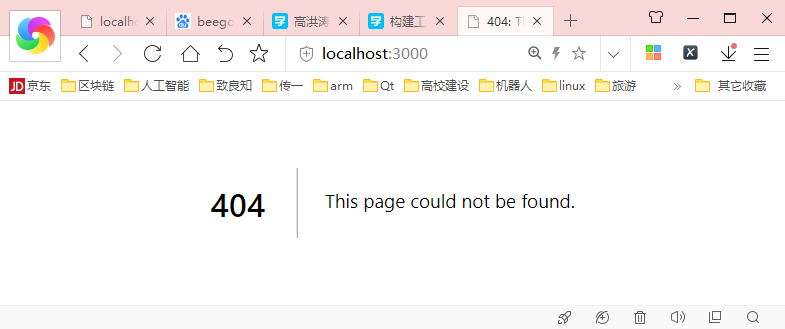 localh
beego
高洪涛
构建工
404: Th
localhost:3000
JD 京东 区块链 人工智能 致良知 传一 arm Qt 高校建设 机器人 linux 旅游 » 其它收藏
404
This page could not be found.